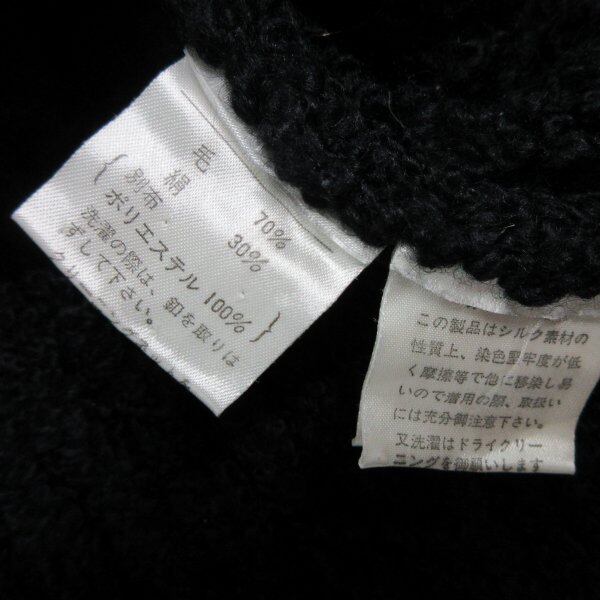 毛 70%
絹 30%
別布
ポリエステル 100%
洗濯の際は 釦を取りは
ずして下さい。
この製品はシルク素材の
性質上、染色堅牢度が低
く摩擦等で他に移染し易
いので着用の際、取扱い
には充分御注意下さい。
又洗濯はドライクリー
ニングを御願いします